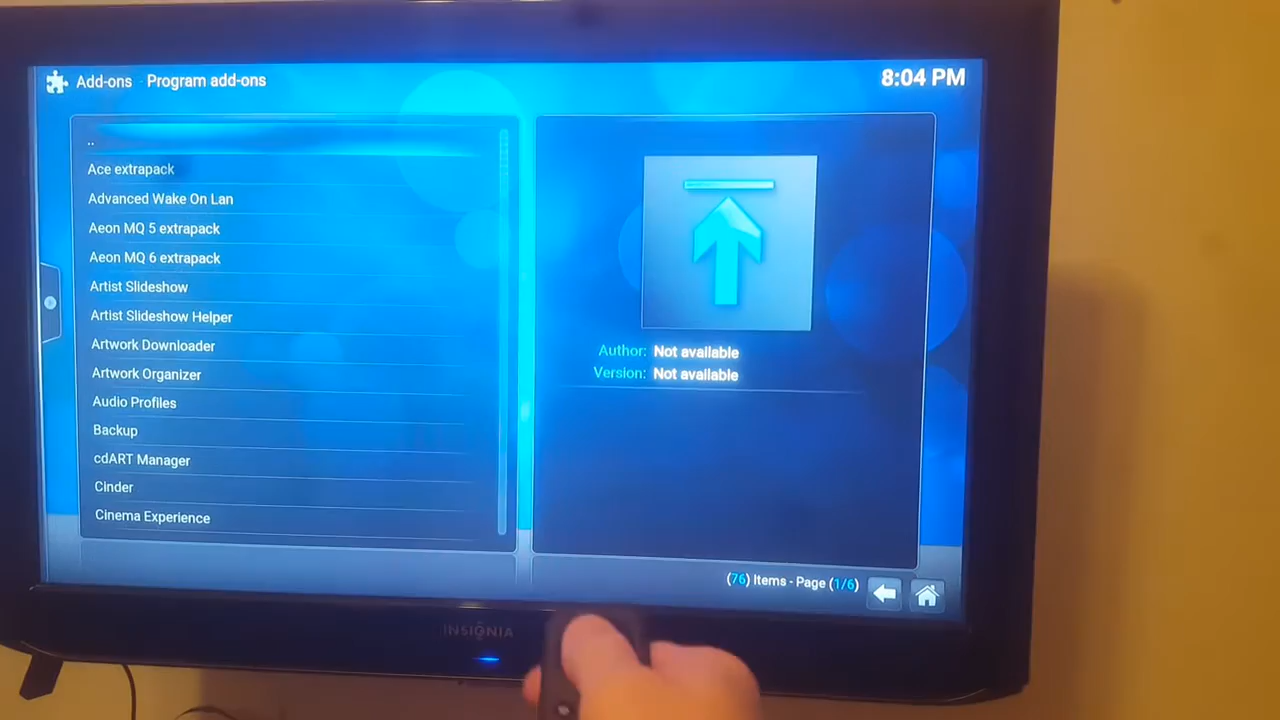 Add-ons Program add-ons
8:04 PM
..
Ace extrapack
Advanced Wake On Lan
Aeon MQ 5 extrapack
Aeon MQ 6 extrapack
Artist Slideshow
Artist Slideshow Helper
Artwork Downloader
Artwork Organizer
Audio Profiles
Backup
cdART Manager
Cinder
Cinema Experience
Author: Not available
Version: Not available
(76) Items - Page (1/6)
INSIGNIA